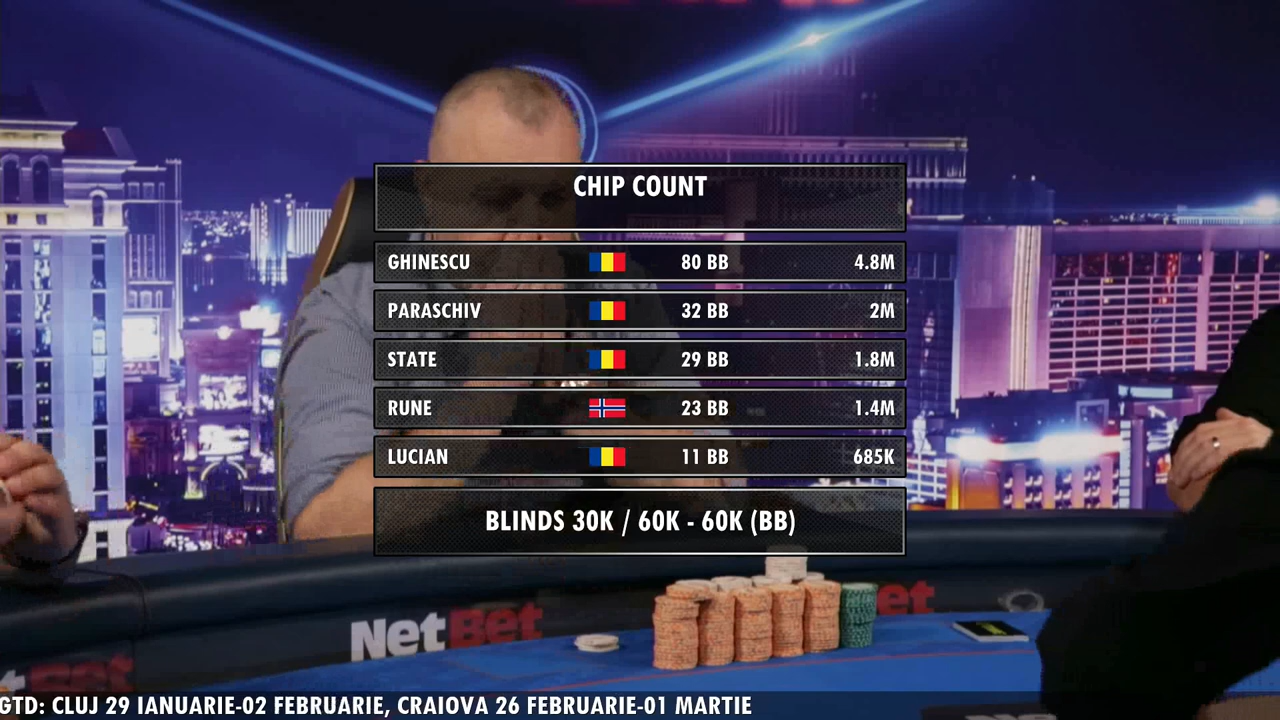 CHIP COUNT
GHINESCU 80 BB 4.8M
PARASCHIV 32 BB 2M
STATE 29 BB 1.8M
RUNE 23 BB 1.4M
LUCIAN 11 BB 685K
BLINDS 30K / 60K - 60K (BB)
NetBet
et
GTD: CLUJ 29 IANUARIE-02 FEBRUARIE, CRAIOVA 26 FEBRUARIE-01 MARTIE